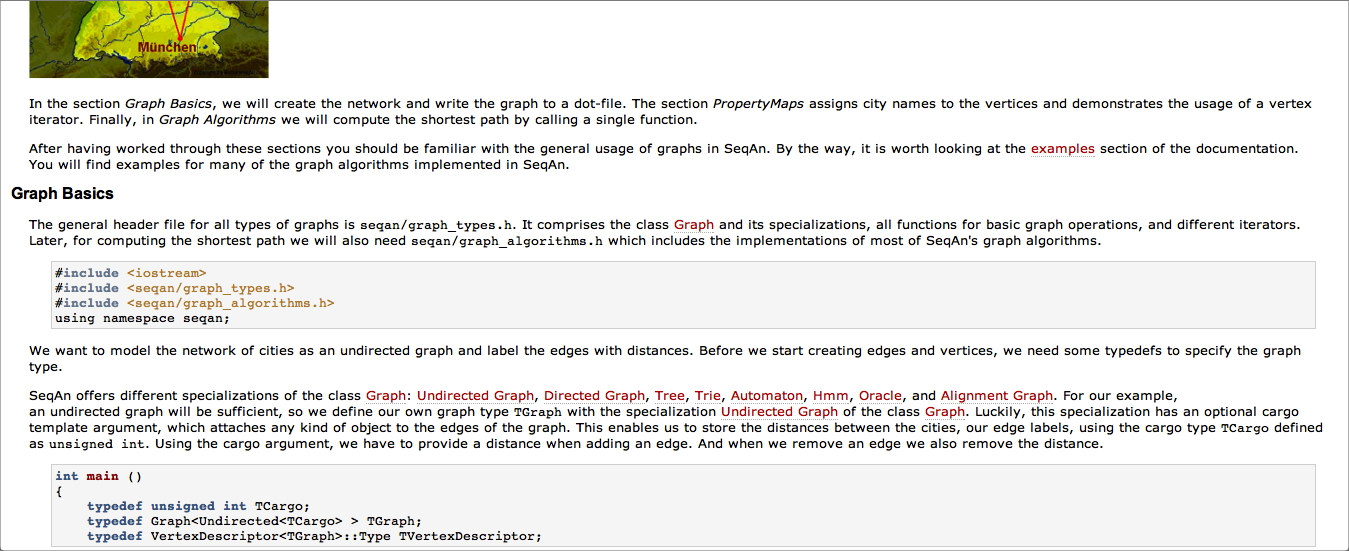 München
In the section Graph Basics, we will create the network and write the graph to a dot-file. The section PropertyMaps assigns city names to the vertices and demonstrates the usage of a vertex
iterator. Finally, in Graph Algorithms we will compute the shortest path by calling a single function.
After having worked through these sections you should be familiar with the general usage of graphs in SeqAn. By the way, it is worth looking at the examples section of the documentation.
You will find examples for many of the graph algorithms implemented in SeqAn.
Graph Basics
The general header file for all types of graphs is seqan/graph_types.h. It comprises the class Graph and its specializations, all functions for basic graph operations, and different iterators.
Later, for computing the shortest path we will also need seqan/graph_algorithms.h which includes the implementations of most of SeqAn's graph algorithms.
#include <iostream>
#include <seqan/graph_types.h>
#include <seqan/graph_algorithms.h>
using namespace seqan;
We want to model the network of cities as an undirected graph and label the edges with distances. Before we start creating edges and vertices, we need some typedefs to specify the graph
type.
SeqAn offers different specializations of the class Graph: Undirected Graph, Directed Graph, Tree, Trie, Automaton, Hmm, Oracle, and Alignment Graph. For our example,
an undirected graph will be sufficient, so we define our own graph type TGraph with the specialization Undirected Graph of the class Graph. Luckily, this specialization has an optional cargo
template argument, which attaches any kind of object to the edges of the graph. This enables us to store the distances between the cities, our edge labels, using the cargo type TCargo defined
as unsigned int. Using the cargo argument, we have to provide a distance when adding an edge. And when we remove an edge we also remove the distance.
int main ()
{
    typedef unsigned int TCargo;
    typedef Graph<Undirected<TCargo> > TGraph;
    typedef VertexDescriptor<TGraph>::Type TVertexDescriptor;